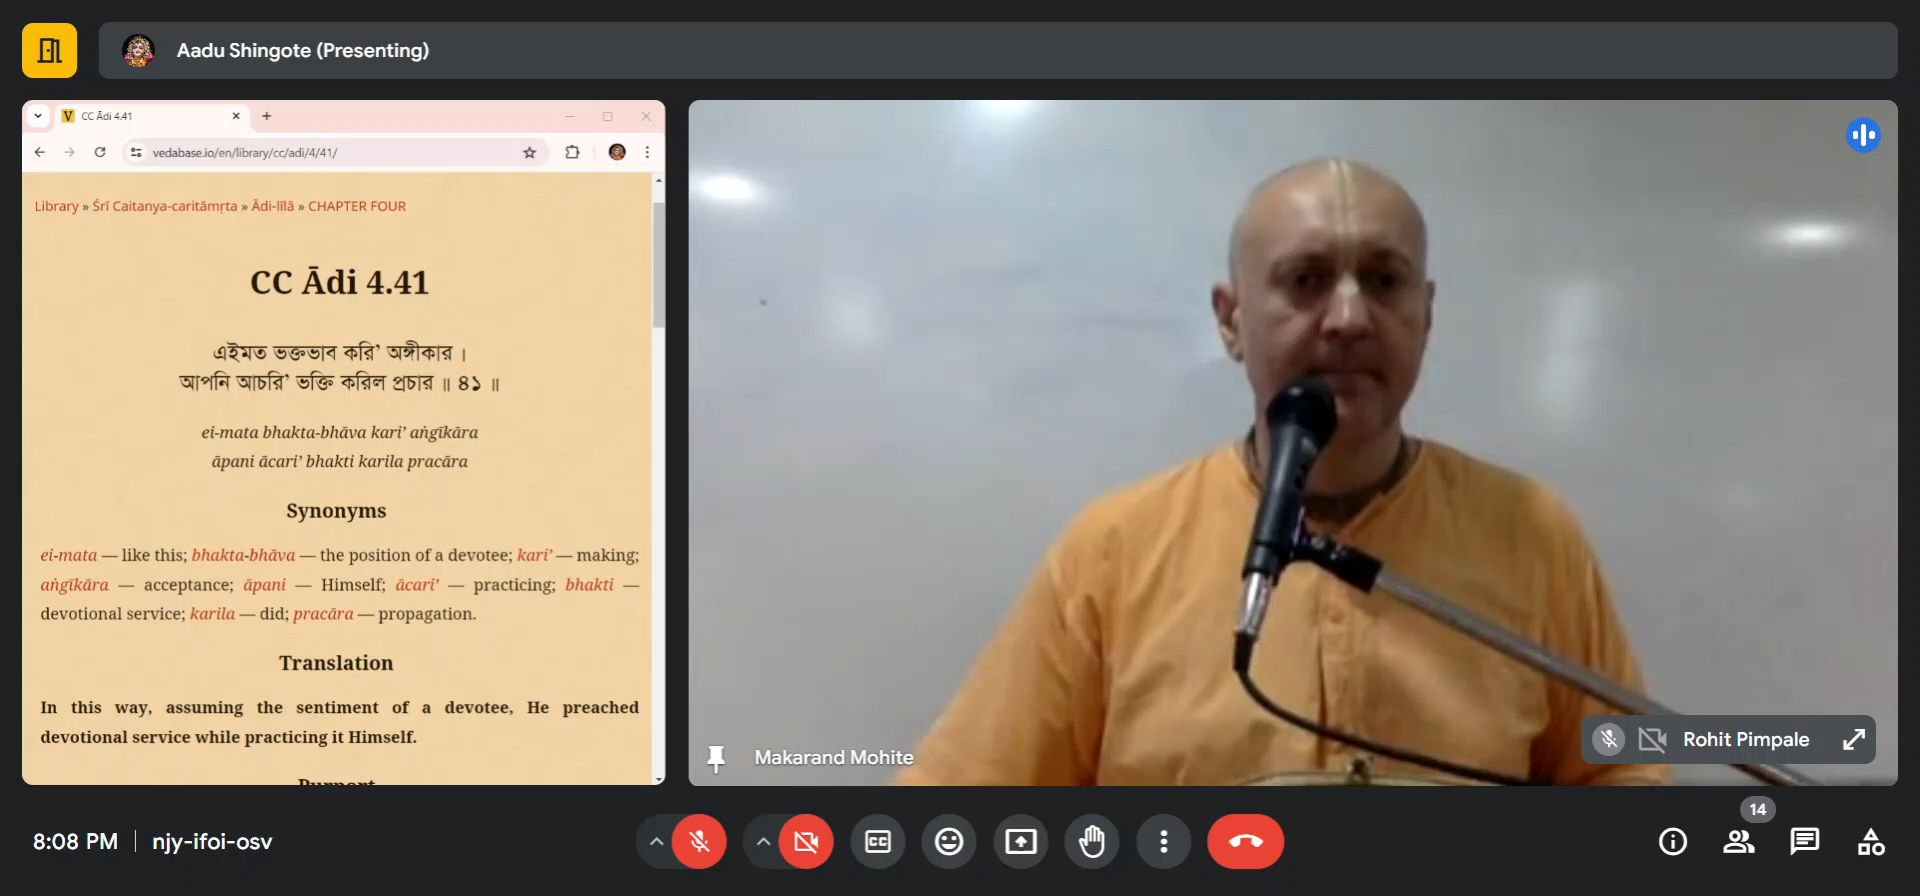 Aadu Shingote (Presenting)
V CC Ādi 4.41
vedabase.io/en/library/cc/adi/4/41/
Library » Śrī Caitanya-caritāmṛta » Ādi-līlā » CHAPTER FOUR
CC Ādi 4.41
এইমত ভক্তভাব করি’ অঙ্গীকার ।
আপনি আচরি’ ভক্তি করিল প্রচার ॥ ৪১ ॥
ei-mata bhakta-bhāva kari’ aṅgīkāra
āpani ācari’ bhakti karila pracāra
Synonyms
ei-mata — like this; bhakta-bhāva — the position of a devotee; kari’ — making;
aṅgīkāra — acceptance; āpani — Himself; ācari’ — practicing; bhakti —
devotional service; karila — did; pracāra — propagation.
Translation
In this way, assuming the sentiment of a devotee, He preached
devotional service while practicing it Himself.
Purport
Makarand Mohite
Rohit Pimpale
8:08 PM | njy-ifoi-osv
CC
14